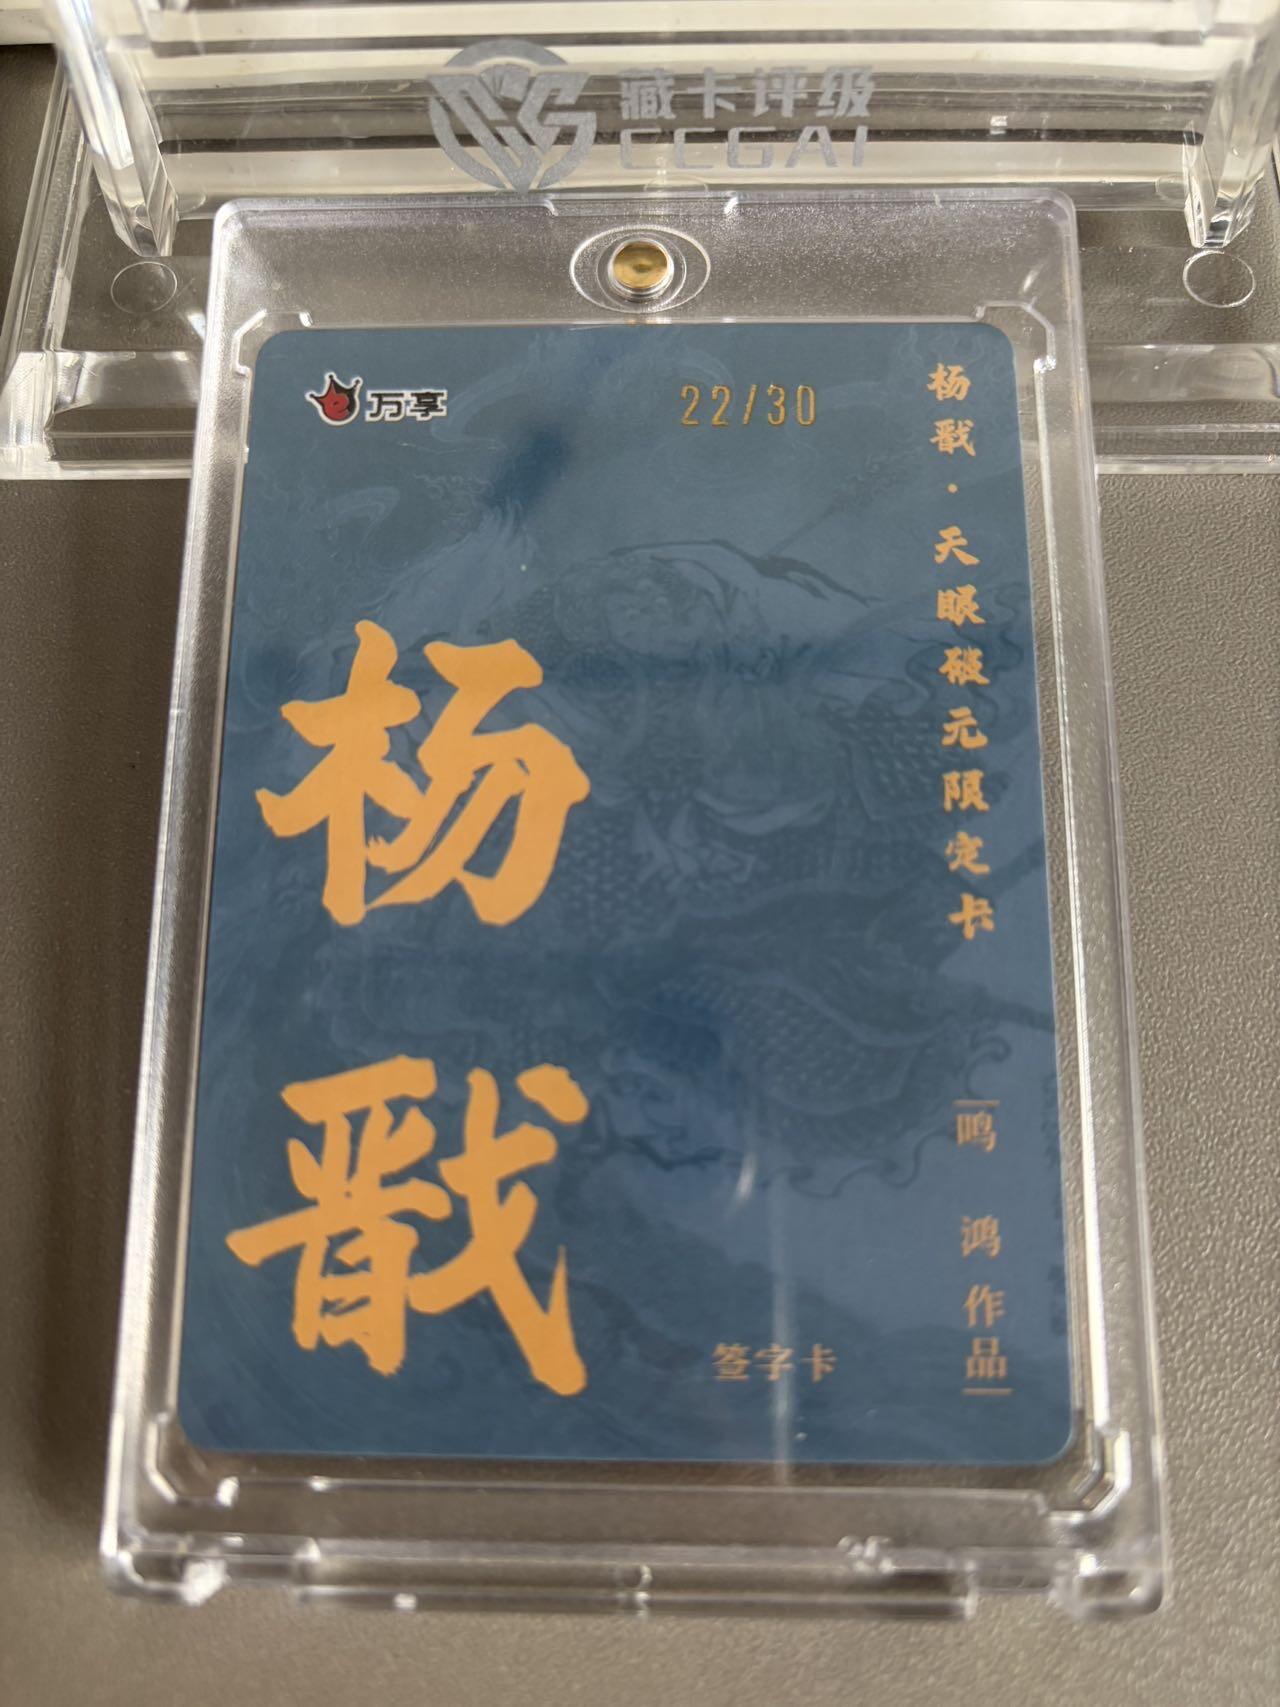 藏卡评级
CCGAI
万享
22/30
杨戬·天眼破元限定卡
杨戬
鸣鸿作品
签字卡